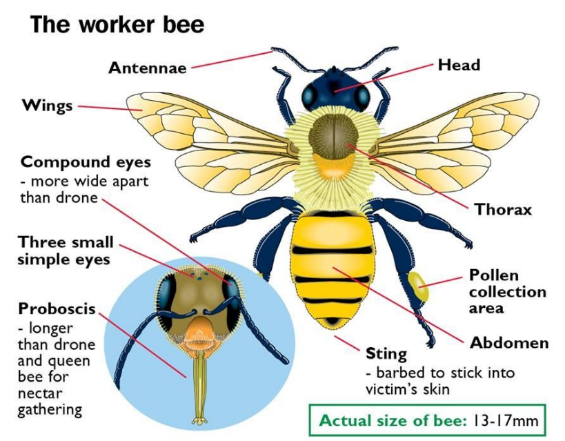 The worker bee
Antennae
Head
Wings
Compound eyes
- more wide apart
than drone
Thorax
Three small
simple eyes
Pollen
collection
area
Proboscis
- longer
than drone
and queen
bee for
nectar
gathering
Abdomen
Sting
- barbed to stick into
victim's skin
Actual size of bee: 13-17mm